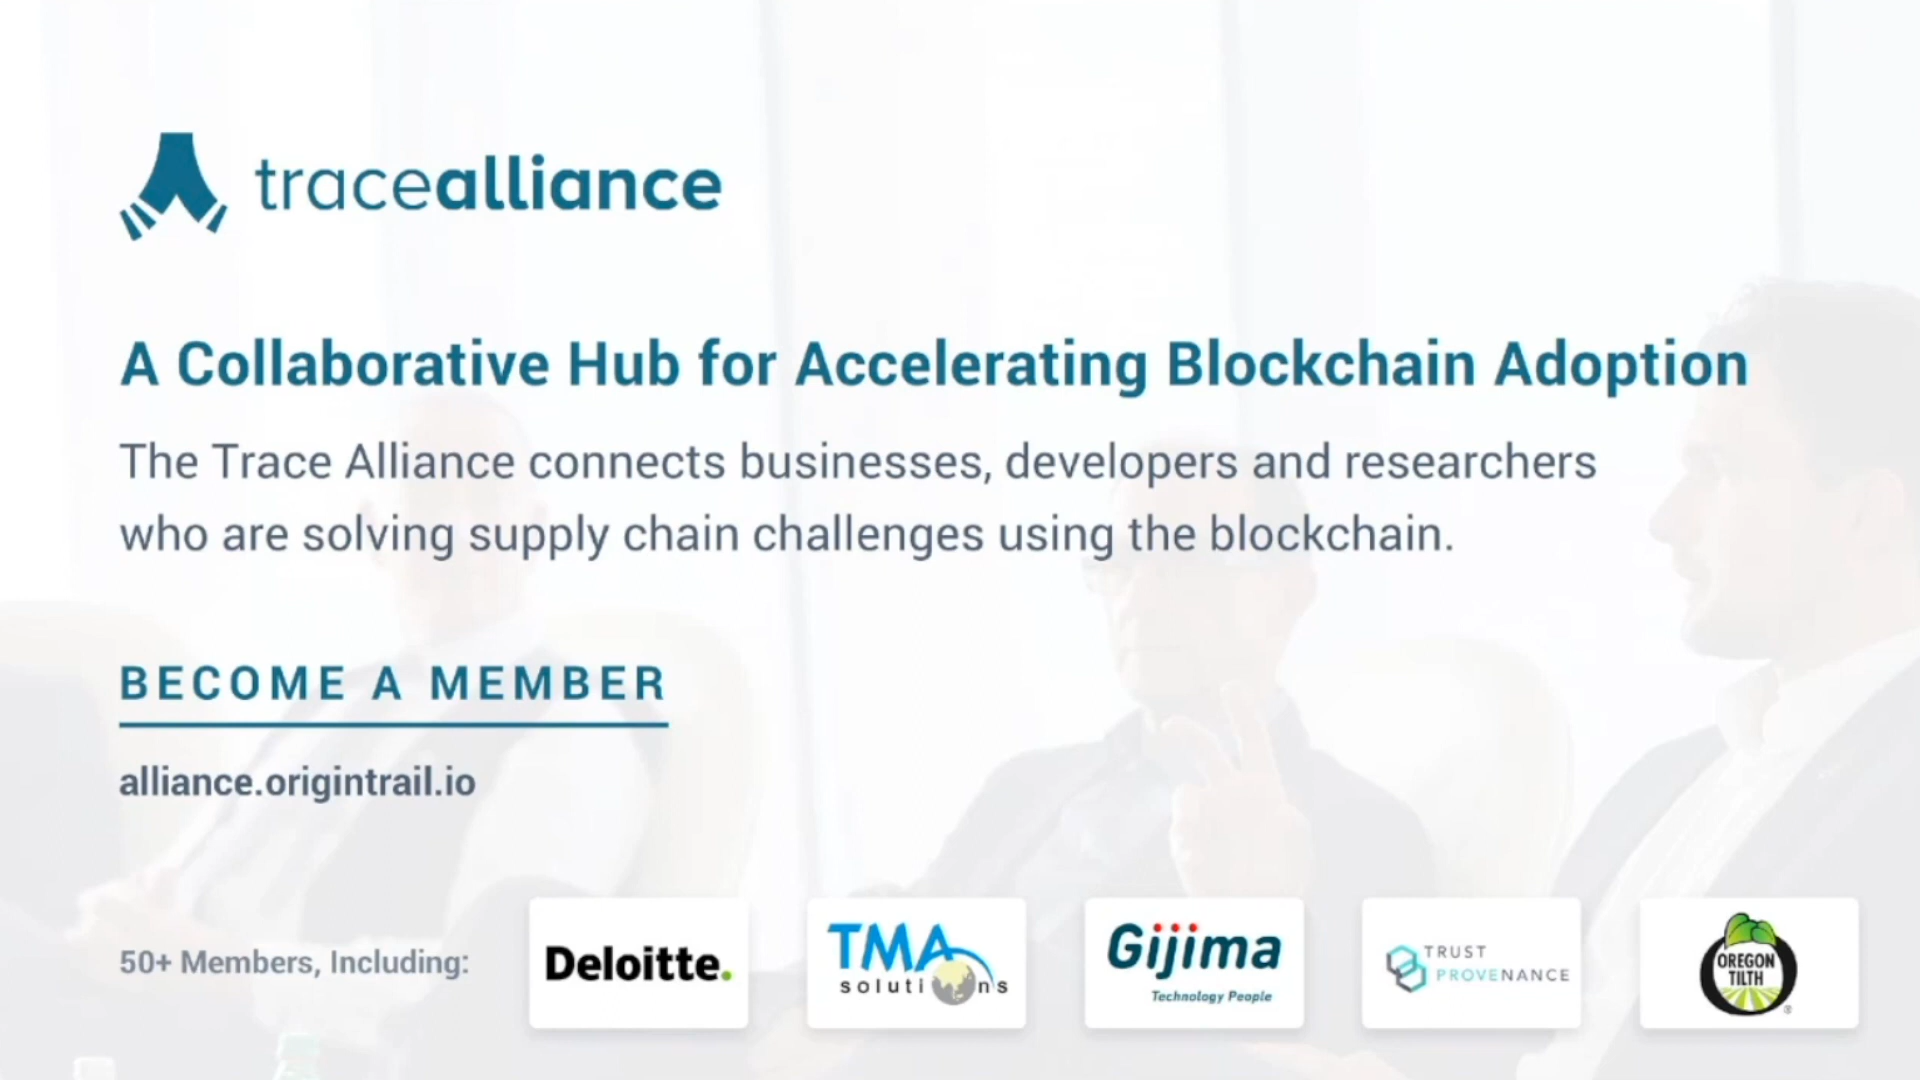 tracealliance
A Collaborative Hub for Accelerating Blockchain Adoption
The Trace Alliance connects businesses, developers and researchers
who are solving supply chain challenges using the blockchain.
BECOME A MEMBER
alliance.origintrail.io
50+ Members, Including:
Deloitte.
TMA
solutions
Gijima
Technology People
TRUST
PROVENANCE
OREGON
TILTH
®